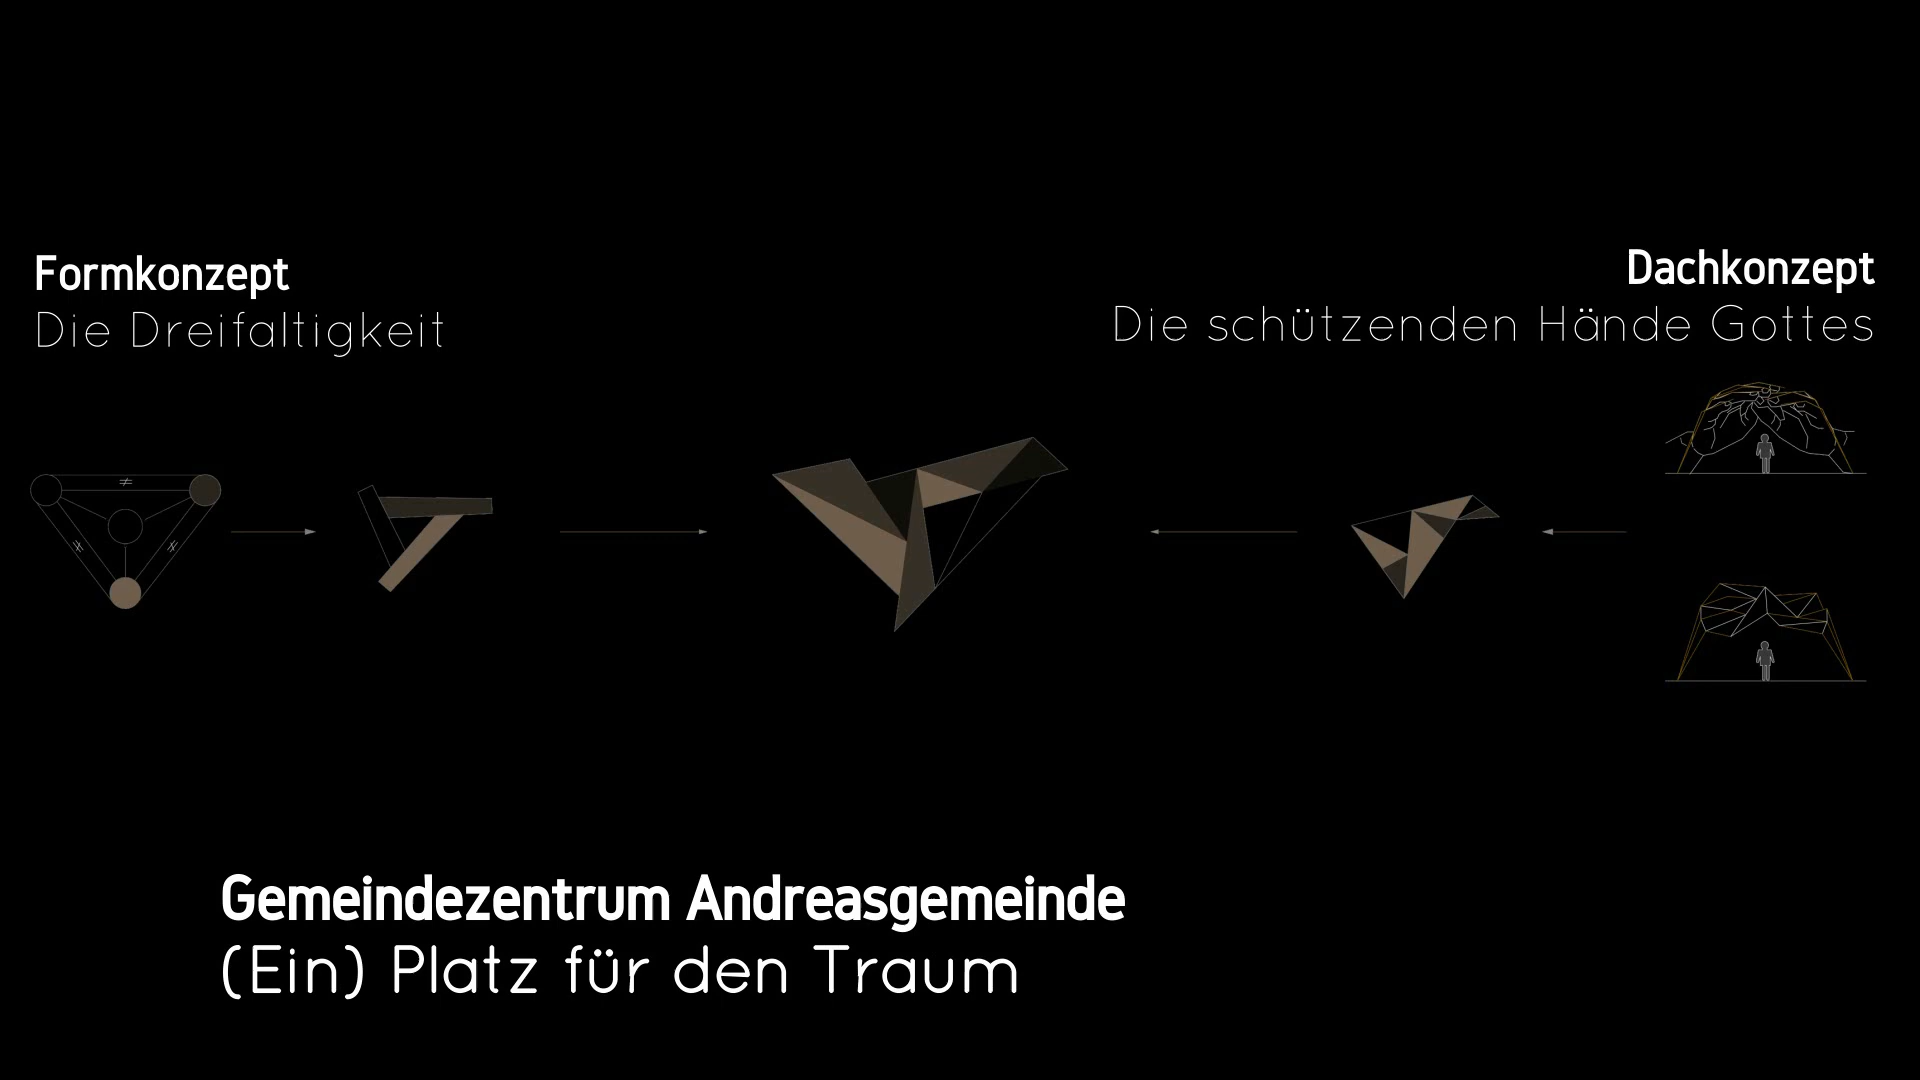 Formkonzept
Die Dreifaltigkeit
Dachkonzept
Die schützenden Hände Gottes
≠
≠
≠
Gemeindezentrum Andreasgemeinde
(Ein) Platz für den Traum